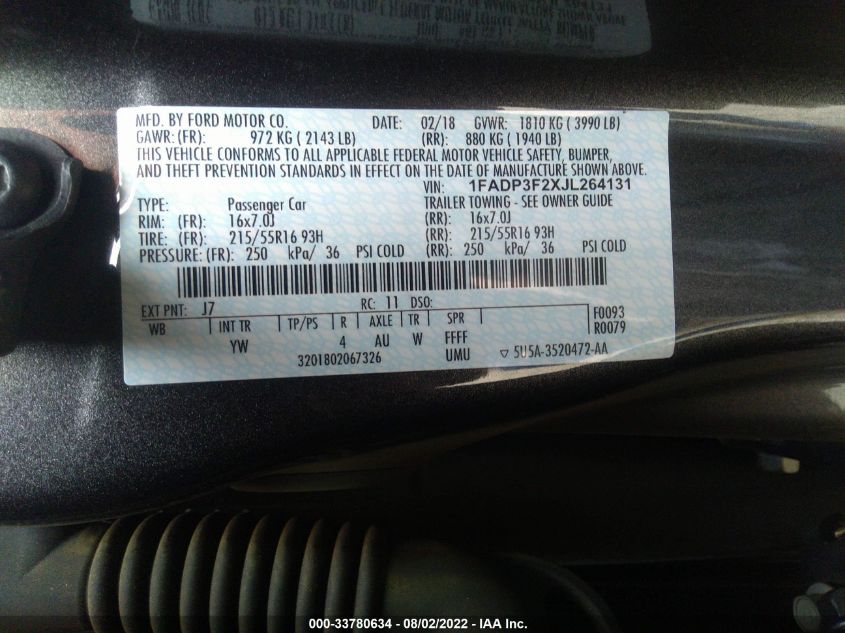 MFD. BY FORD MOTOR CO. DATE: 02/18 GVWR: 1810 KG ( 3990 LB)
GAWR: (FR): 972 KG ( 2143 LB) (RR): 880 KG ( 1940 LB)
THIS VEHICLE CONFORMS TO ALL APPLICABLE FEDERAL MOTOR VEHICLE SAFETY, BUMPER,
AND THEFT PREVENTION STANDARDS IN EFFECT ON THE DATE OF MANUFACTURE SHOWN ABOVE.
VIN: 1FADP3F2XJL264131
TYPE: Passenger Car TRAILER TOWING - SEE OWNER GUIDE
RIM: (FR): 16x7.0J (RR): 16x7.0J
TIRE: (FR): 215/55R16 93H (RR): 215/55R16 93H
PRESSURE: (FR): 250 kPa/ 36 PSI COLD (RR): 250 kPa/ 36 PSI COLD
EXT PNT: J7 RC: 11 DSO:
WB INT TR TP/PS R AXLE TR SPR F0093
R0079
YW 4 AU W FFFF
3201802067326 UMU 5U5A-3520472-AA
000-33780634 - 08/02/2022 - IAA Inc.